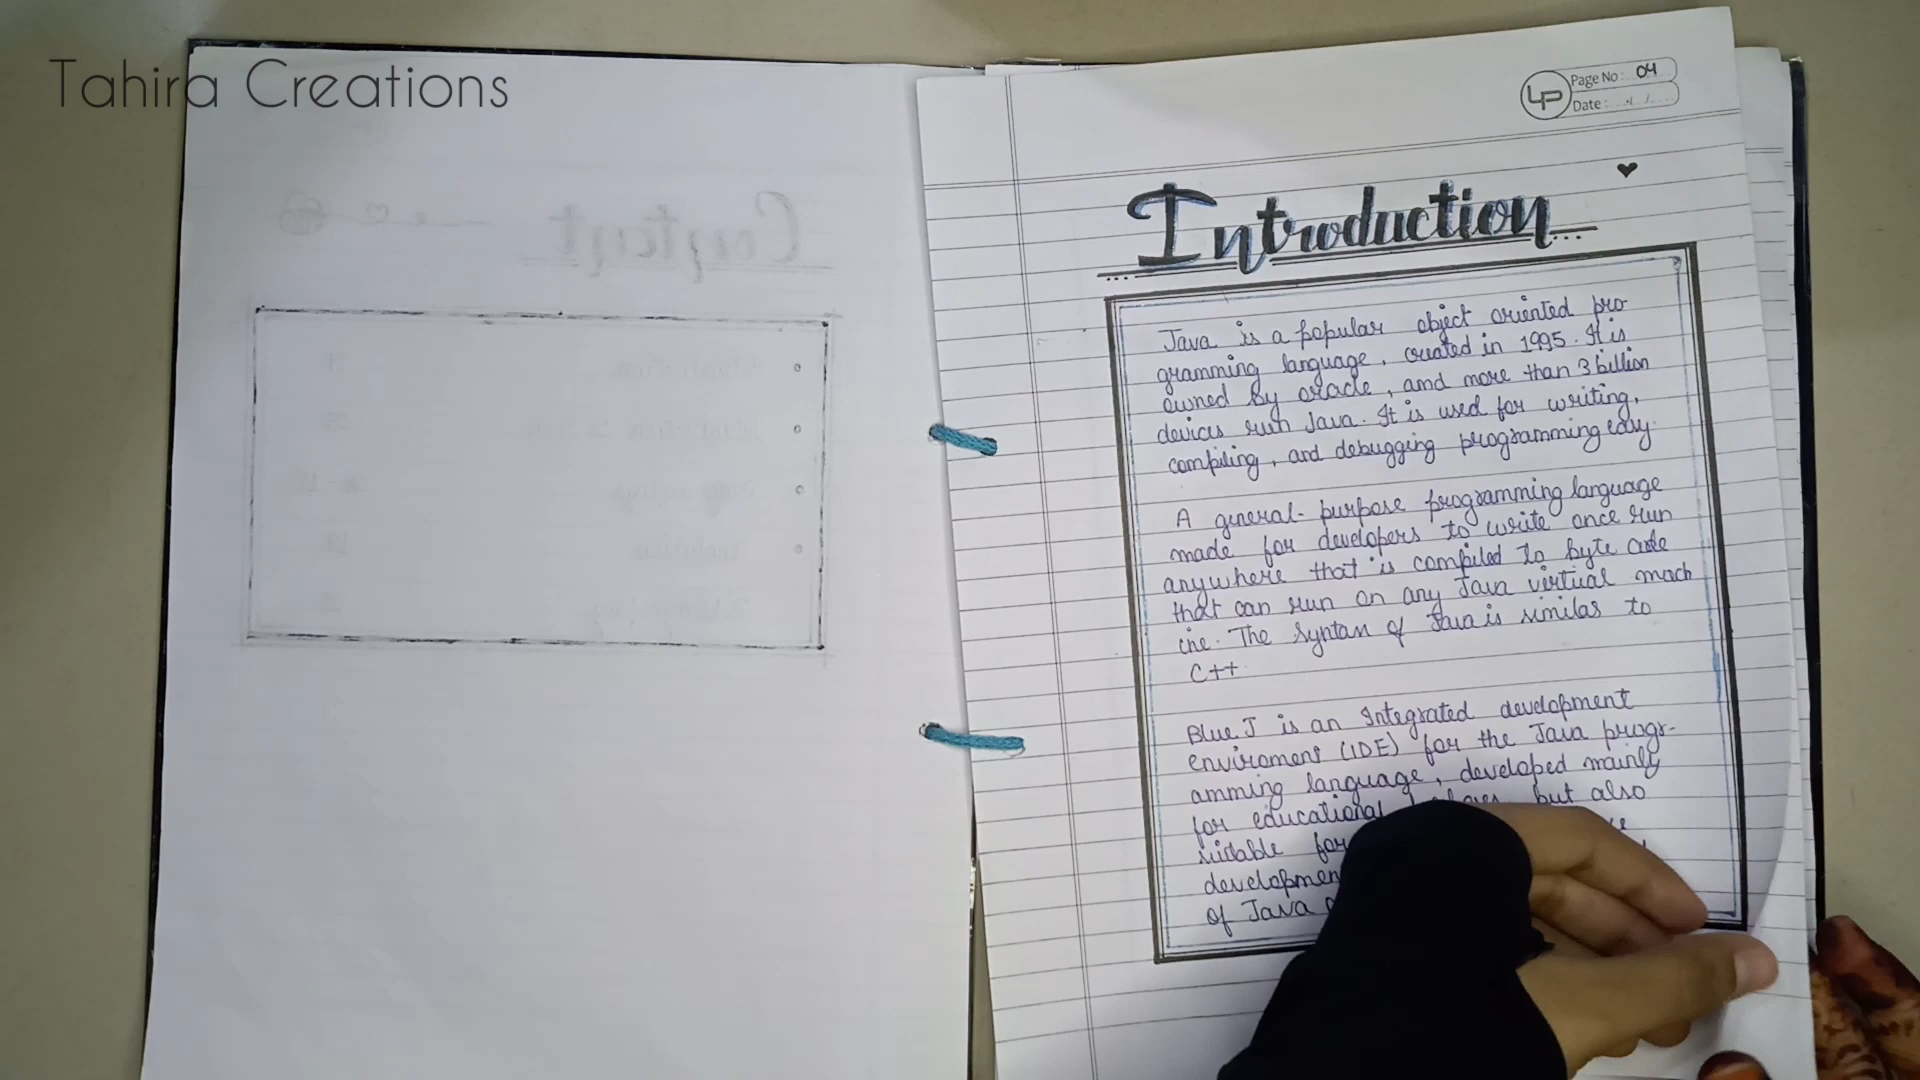 Tahira Creations
Page No: 04
Date:
LP
Introduction
Java is a popular object oriented pro
gramming language, created in 1995. It is
owned by oracle, and more than 3 billion
devices run Java. It is used for writing,
compiling, and debugging programming
A general-purpose programming language
made for developers to write once run
anywhere that is compiled to byte code
that can run on any Java virtual mach
ine. The Syntax of Java is similar to
C++
Blue J is an Integrated development
enviroment (IDE) for the Java progr-
amming language, developed mainly
for educational but also
suidable for
developmen
of Java